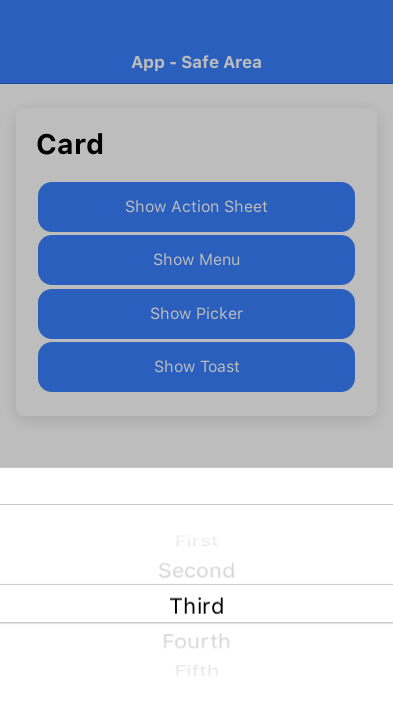 App - Safe Area
Card
Show Action Sheet
Show Menu
Show Picker
Show Toast
First
Second
Third
Fourth
Fifth